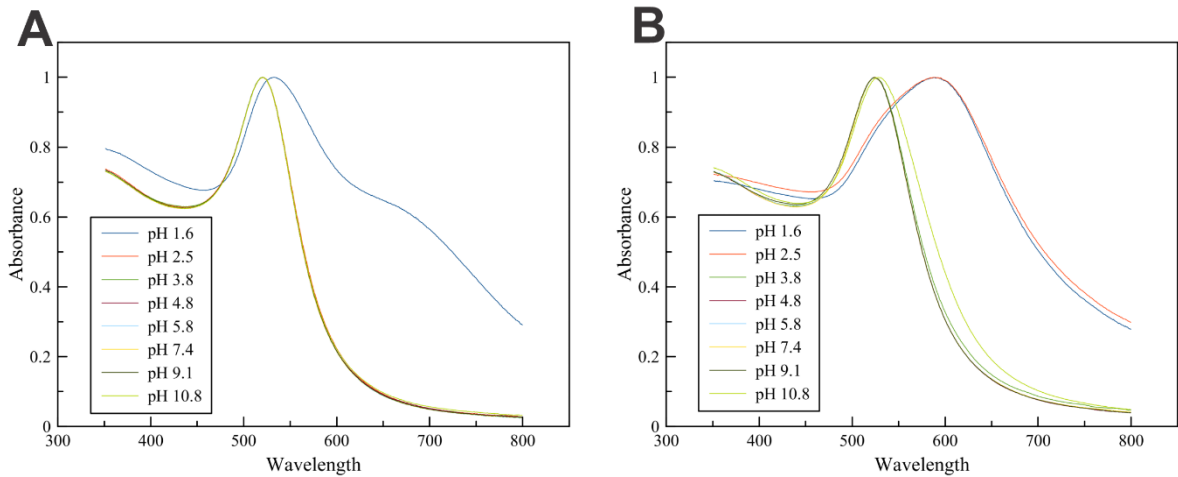 A
Absorbance
1
0.8
0.6
0.4
0.2
0
pH 1.6
pH 2.5
pH 3.8
pH 4.8
pH 5.8
pH 7.4
pH 9.1
pH 10.8
300 400 500 600 700 800
Wavelength
B
Absorbance
1
0.8
0.6
0.4
0.2
0
pH 1.6
pH 2.5
pH 3.8
pH 4.8
pH 5.8
pH 7.4
pH 9.1
pH 10.8
300 400 500 600 700 800
Wavelength